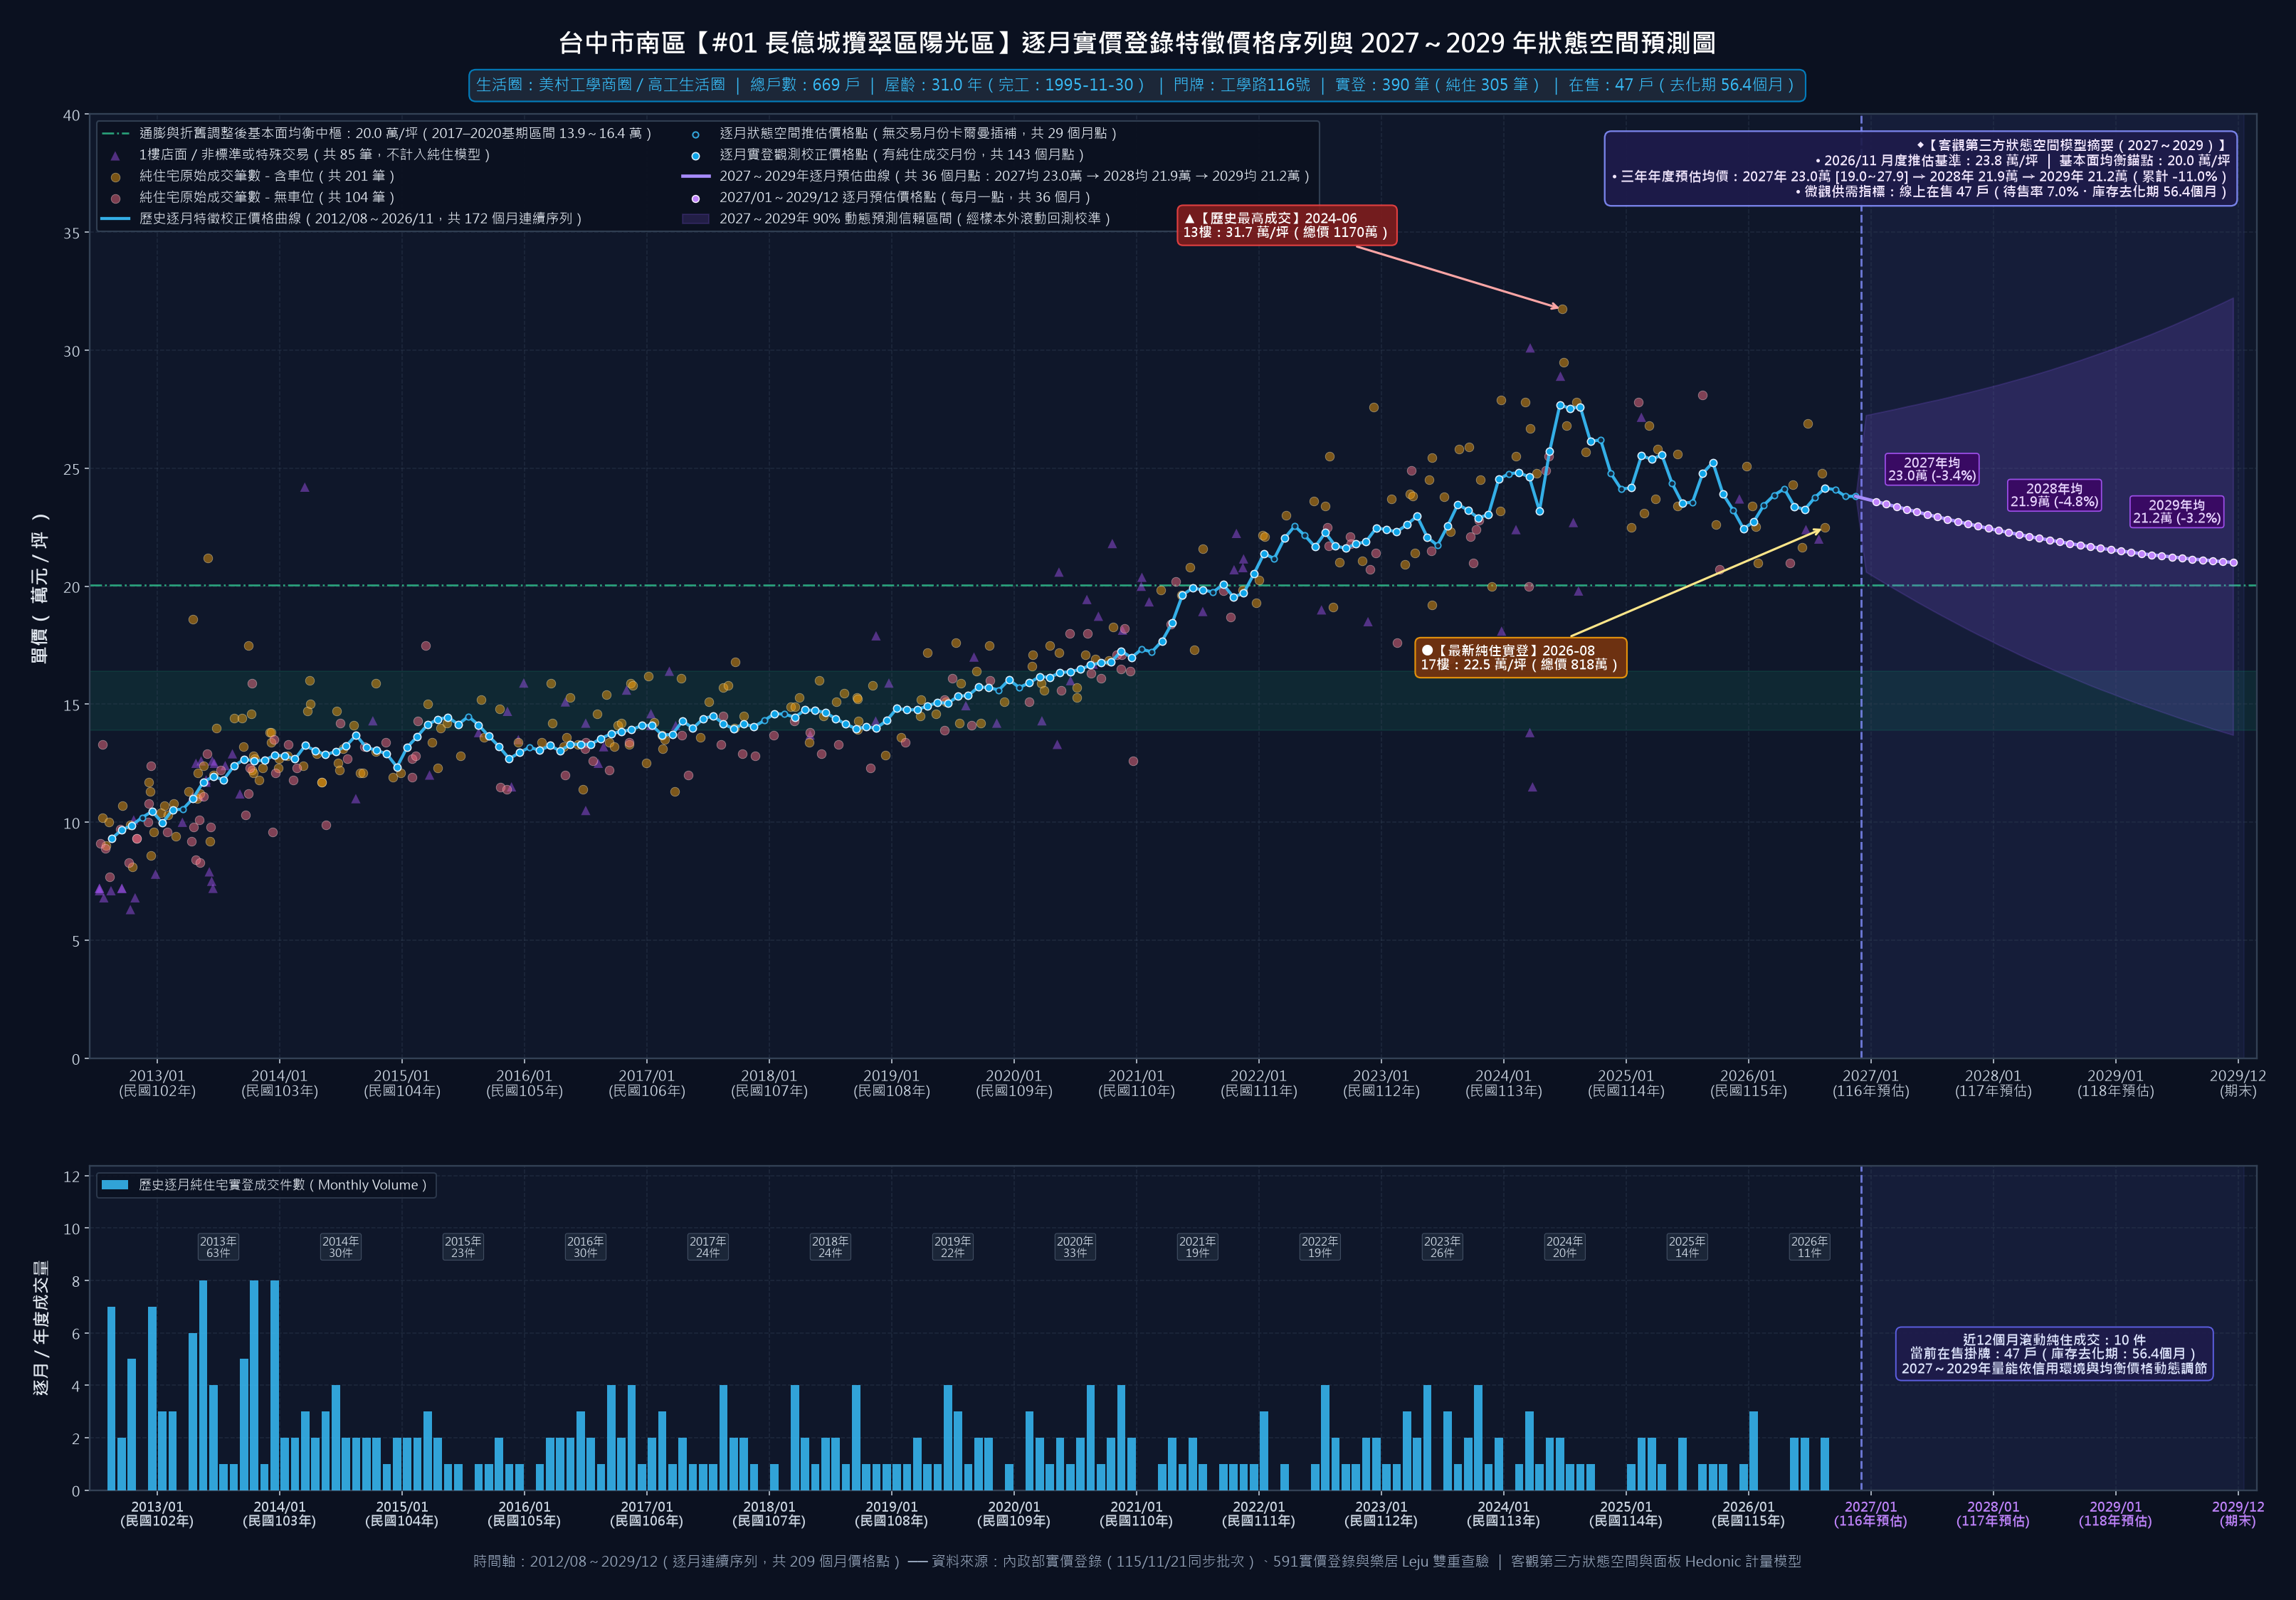 台中市南區【#01 長億城攬翠區陽光區】逐月實價登錄特徵價格序列與 2027～2029 年狀態空間預測圖
生活圈：美村工學商圈 / 高工生活圈 ｜ 總戶數：669 戶 ｜ 屋齡：31.0 年（完工：1995-11-30） ｜ 門牌：工學路116號 ｜ 實登：390 筆（純住 305 筆） ｜ 在售：47 戶（去化期 56.4個月）
通膨與折舊調整後基本面均衡中樞：20.0 萬/坪（2017–2020基期區間 13.9～16.4 萬）
1樓店面 / 非標準或特殊交易（共 85 筆，不計入純住模型）
純住宅原始成交筆數 - 含車位（共 201 筆）
純住宅原始成交筆數 - 無車位（共 104 筆）
歷史逐月特徵校正價格曲線（2012/08～2026/11，共 172 個月連續序列）
逐月狀態空間推估價格點（無交易月份卡爾曼插補，共 29 個月點）
逐月實登觀測校正價格點（有純住成交月份，共 143 個月點）
2027～2029年逐月預估曲線（共 36 個月點：2027均 23.0萬 → 2028均 21.9萬 → 2029均 21.2萬）
2027/01～2029/12 逐月預估價格點（每月一點，共 36 個月）
2027～2029年 90% 動態預測信賴區間（經樣本外滾動回測校準）
◆【客觀第三方狀態空間模型摘要（2027～2029）】
• 2026/11 月度推估基準：23.8 萬/坪 ｜ 基本面均衡錨點：20.0 萬/坪
• 三年年度預估均價：2027年 23.0萬 [19.0~27.9] → 2028年 21.9萬 → 2029年 21.2萬（累計 -11.0%）
• 微觀供需指標：線上在售 47 戶（待售率 7.0%．庫存去化期 56.4個月）
▲【歷史最高成交】2024-06
13樓：31.7 萬/坪（總價 1170萬）
2027年均
23.0萬 (-3.4%)
2028年均
21.9萬 (-4.8%)
2029年均
21.2萬 (-3.2%)
●【最新純住實登】2026-08
17樓：22.5 萬/坪（總價 818萬）
單價（ 萬元 / 坪 ）
40
35
30
25
20
15
10
5
0
2013/01 2014/01 2015/01 2016/01 2017/01 2018/01 2019/01 2020/01 2021/01 2022/01 2023/01 2024/01 2025/01 2026/01 2027/01 2028/01 2029/01 2029/12
(民國102年) (民國103年) (民國104年) (民國105年) (民國106年) (民國107年) (民國108年) (民國109年) (民國110年) (民國111年) (民國112年) (民國113年) (民國114年) (民國115年) (116年預估) (117年預估) (118年預估) (期末)
逐月 / 年度成交量
12
10
8
6
4
2
0
歷史逐月純住宅實登成交件數（Monthly Volume）
2013年 2014年 2015年 2016年 2017年 2018年 2019年 2020年 2021年 2022年 2023年 2024年 2025年 2026年
63件 30件 23件 30件 24件 24件 22件 33件 19件 19件 26件 20件 14件 11件
近12個月滾動純住成交：10 件
當前在售掛牌：47 戶（庫存去化期：56.4個月）
2027～2029年量能依信用環境與均衡價格動態調節
2013/01 2014/01 2015/01 2016/01 2017/01 2018/01 2019/01 2020/01 2021/01 2022/01 2023/01 2024/01 2025/01 2026/01 2027/01 2028/01 2029/01 2029/12
(民國102年) (民國103年) (民國104年) (民國105年) (民國106年) (民國107年) (民國108年) (民國109年) (民國110年) (民國111年) (民國112年) (民國113年) (民國114年) (民國115年) (116年預估) (117年預估) (118年預估) (期末)
時間軸：2012/08～2029/12（逐月連續序列，共 209 個月價格點） ── 資料來源：內政部實價登錄（115/11/21同步批次）、591實價登錄與樂居 Leju 雙重查驗 ｜ 客觀第三方狀態空間與面板 Hedonic 計量模型